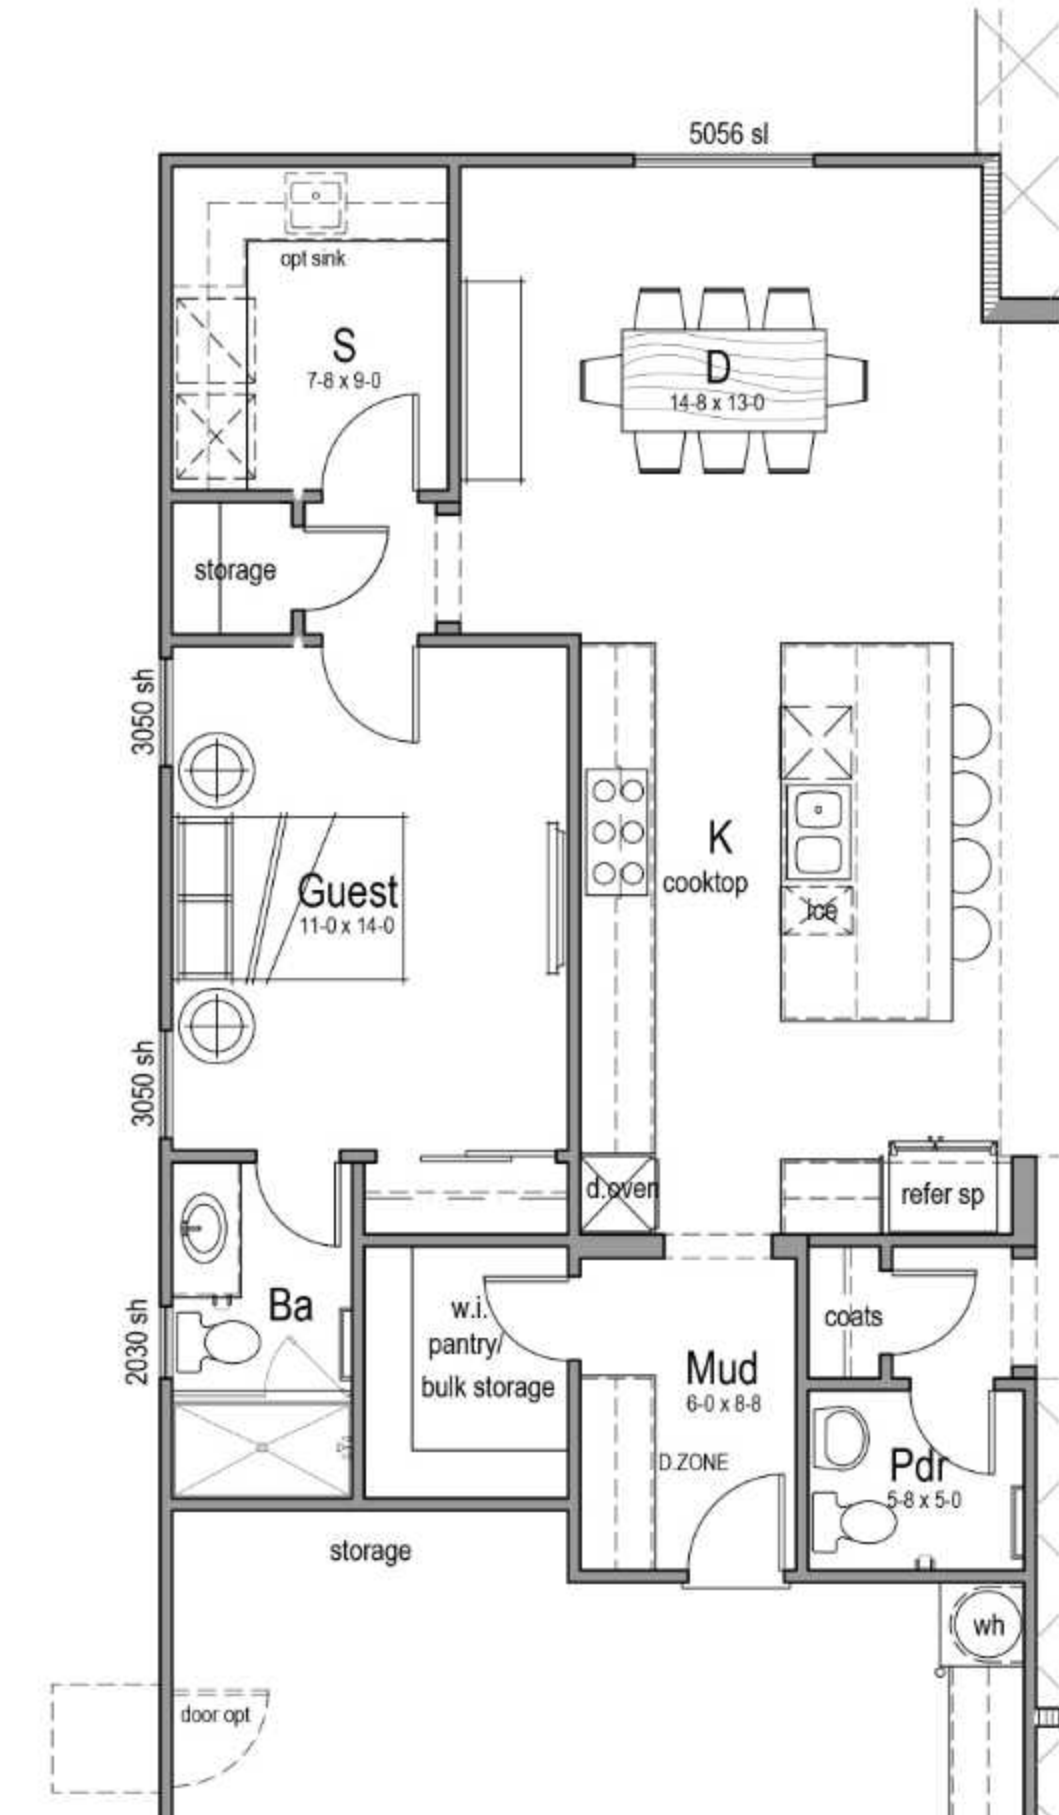 5056 sl
opt sink
S
7-8 x 9-0
D
14-8 x 13-0
storage
3050 sh
K
cooktop
Guest
11-0 x 14-0
ice
3050 sh
d.oven
refer sp
Ba
2030 sh
w.i.
pantry/
bulk storage
coats
Mud
6-0 x 8-8
D.ZONE
Pdr
5-8 x 5-0
storage
wh
door opt